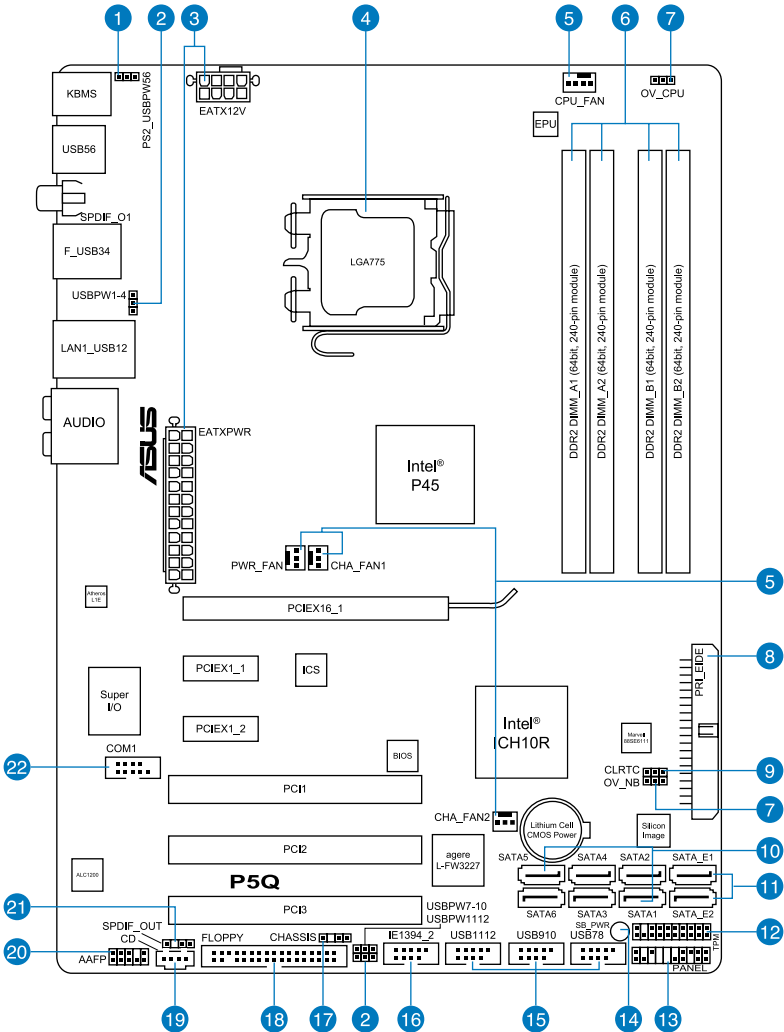 1
2
3
4
5
6
7
KBMS
PS2_USBPW56
EATX12V
CPU_FAN
OV_CPU
EPU
USB56
SPDIF_O1
F_USB34
LGA775
USBPW1-4
LAN1_USB12
DDR2 DIMM_A1 (64bit, 240-pin module)
DDR2 DIMM_A2 (64bit, 240-pin module)
DDR2 DIMM_B1 (64bit, 240-pin module)
DDR2 DIMM_B2 (64bit, 240-pin module)
AUDIO
ASUS
EATXPWR
Intel®
P45
PWR_FAN
CHA_FAN1
5
Atheros
L1E
PCIEX16_1
PCIEX1_1
ICS
8
PRI_EIDE
Super
I/O
Intel®
ICH10R
PCIEX1_2
Marvell
88SE6111
COM1
BIOS
22
CLRTC
9
OV_NB
7
PCI1
CHA_FAN2
Lithium Cell
CMOS Power
Silicon
Image
PCI2
agere
L-FW3227
SATA5
SATA4
SATA2
SATA_E1
10
ALC1200
P5Q
11
PCI3
USBPW7-10
USBPW1112
SATA6
SATA3
SATA1
SATA_E2
21
SPDIF_OUT
CD
FLOPPY
CHASSIS
IE1394_2
USB1112
USB910
USB78
SB_PWR
TPM
12
20
AAFP
PANEL
19
18
17
2
16
15
14
13